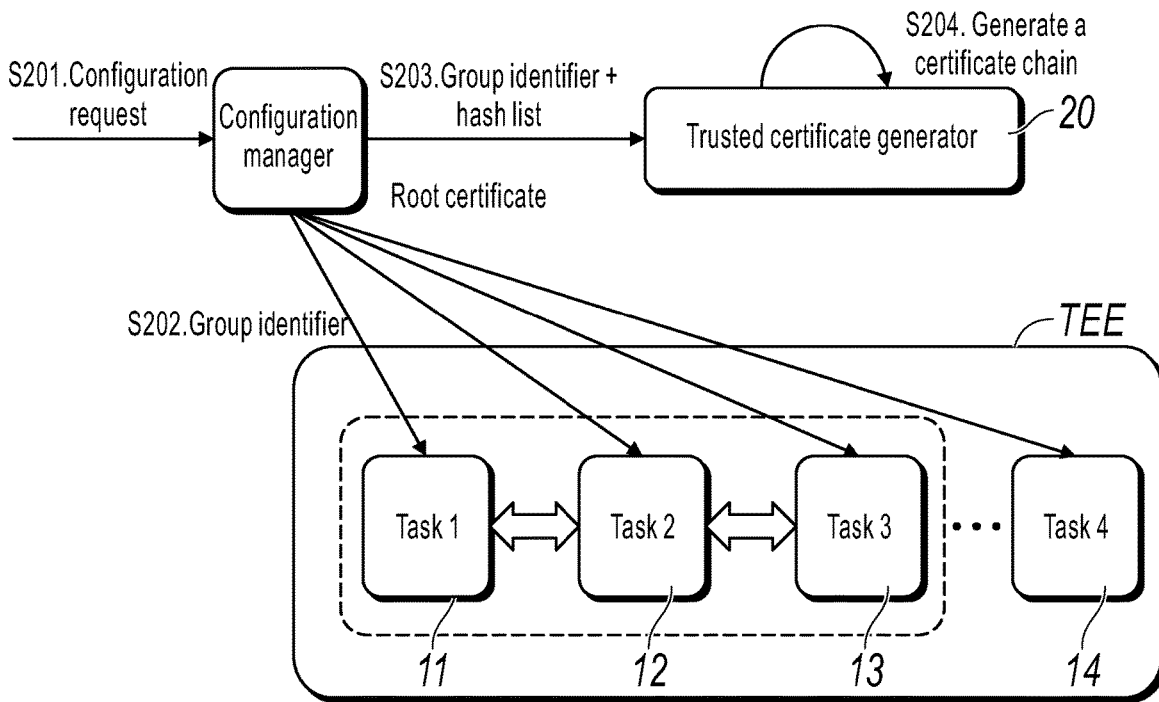 S201.Configuration
request
Configuration
manager
S203.Group identifier +
hash list
S204. Generate a
certificate chain
Trusted certificate generator
20
Root certificate
S202.Group identifier
TEE
Task 1
Task 2
Task 3
Task 4
11
12
13
14